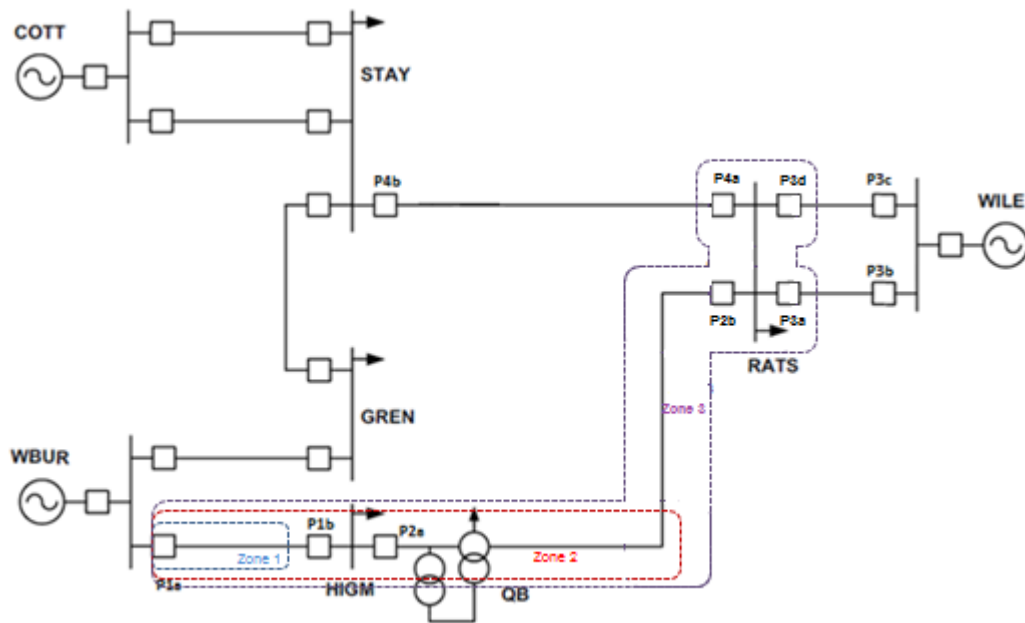 COTT
STAY
P4b
P4a
P3d
P3c
WILE
P3b
P2b
P3a
RATS
Zone 3
GREN
WBUR
P1b
P2a
Zone 1
Zone 2
P1a
HIGM
QB